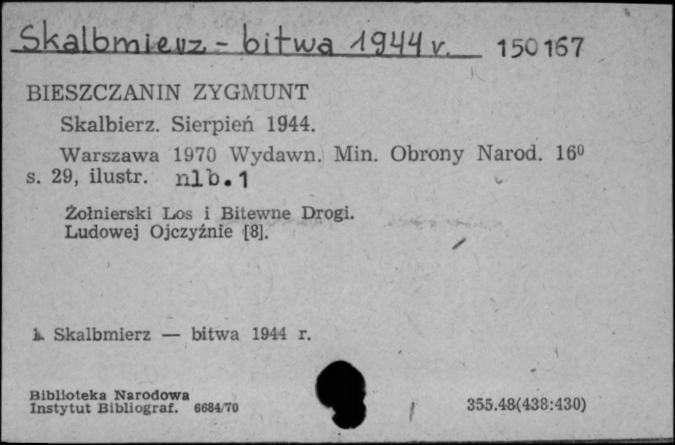 Skalbmierz - bitwa 1944 r. 150167
BIESZCZANIN ZYGMUNT
Skalbierz. Sierpień 1944.
Warszawa 1970 Wydawn. Min. Obrony Narod. 16⁰
s. 29, ilustr. nlb. 1
Żołnierski Los i Bitewne Drogi.
Ludowej Ojczyźnie [8].
1. Skalbmierz — bitwa 1944 r.
Biblioteka Narodowa
Instytut Bibliograf. 6684/70
355.48(438:430)